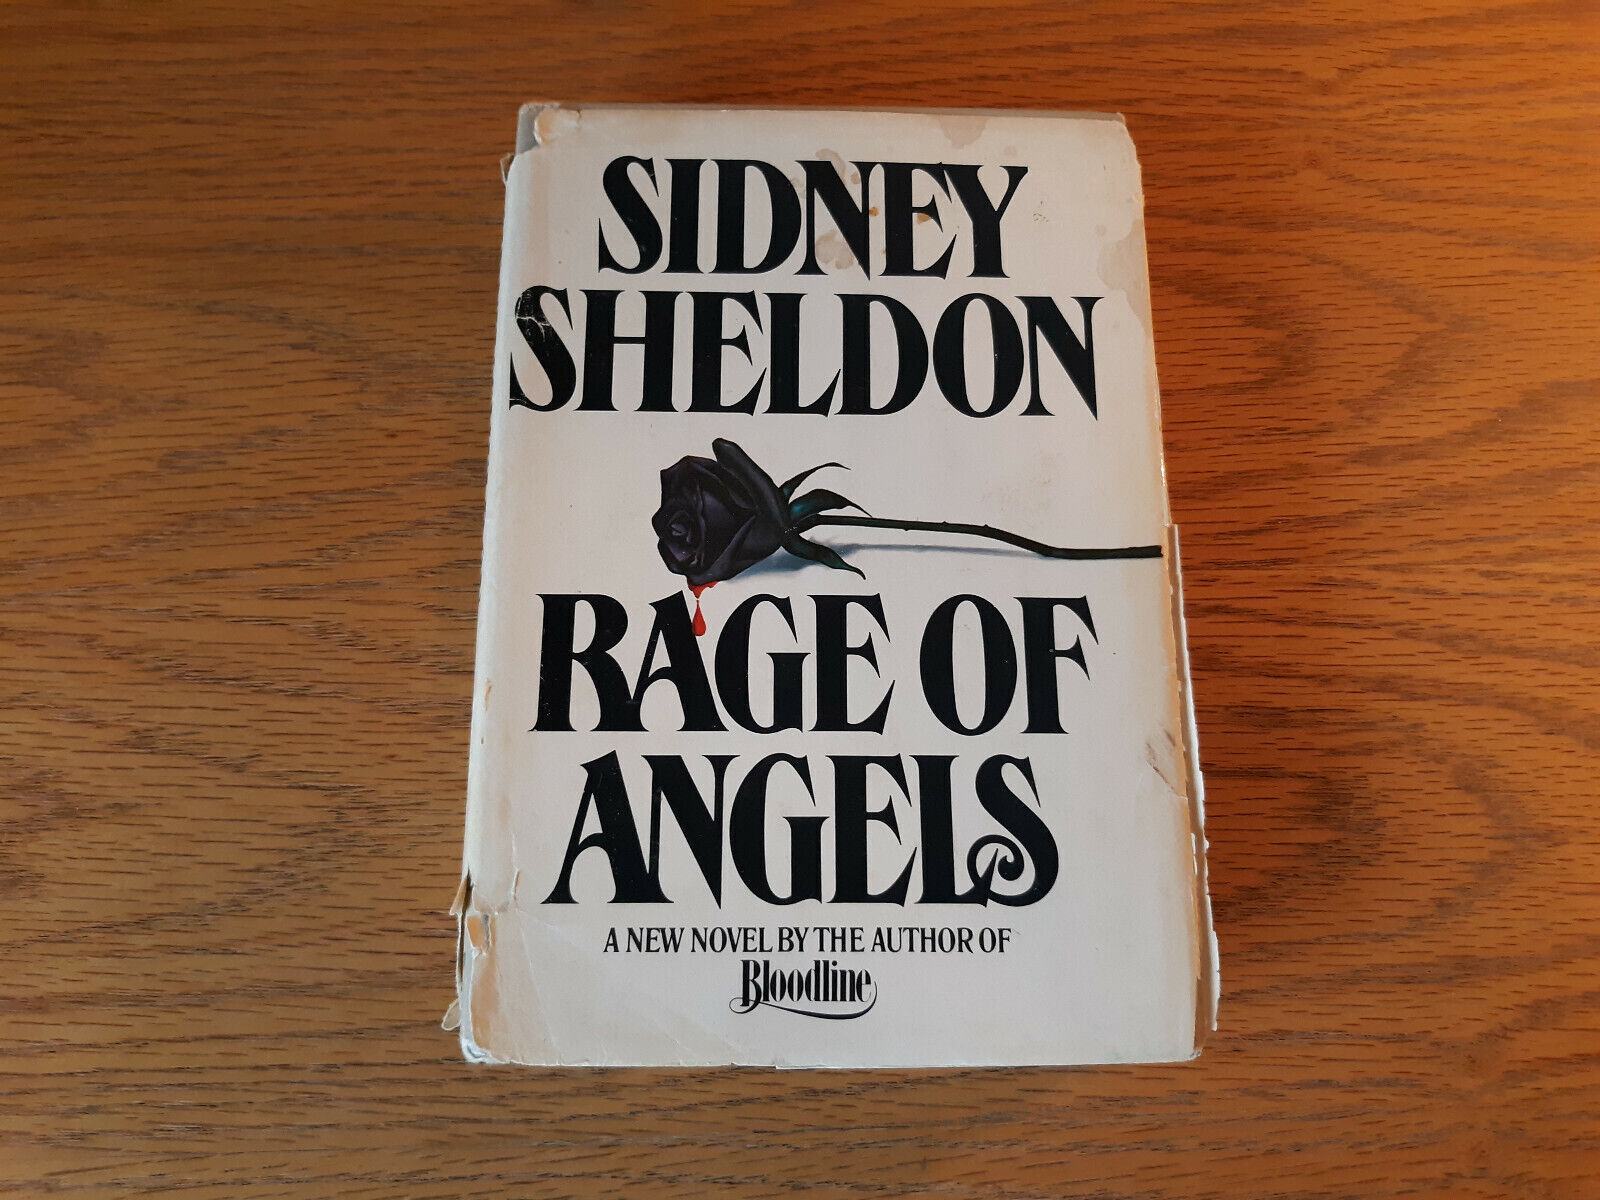 SIDNEY
SHELDON
RAGE OF
ANGELS
A NEW NOVEL BY THE AUTHOR OF
Bloodline